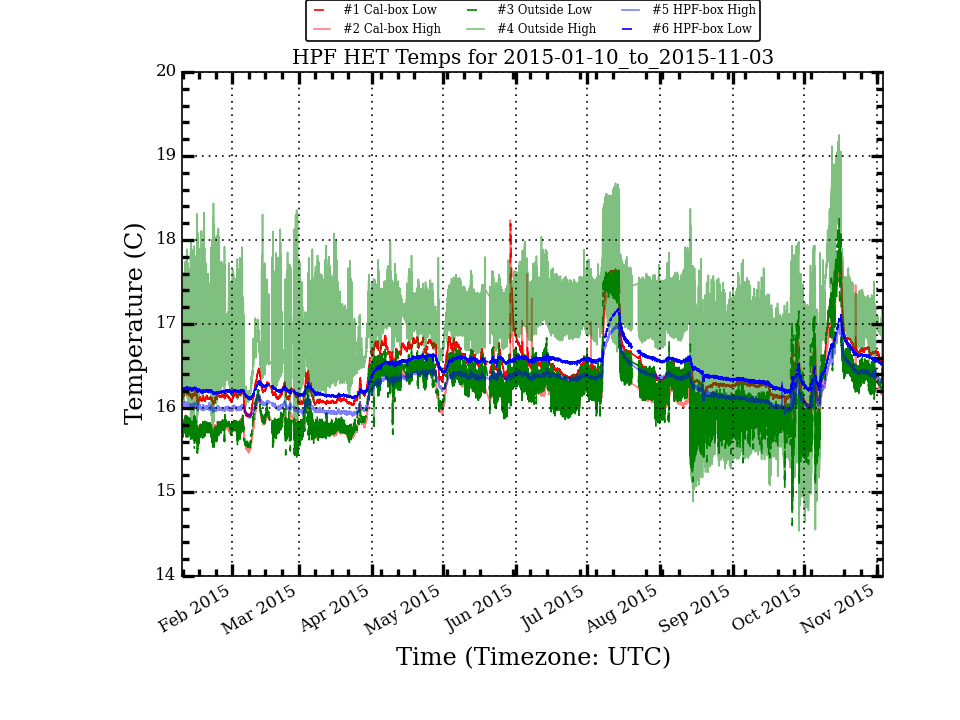 #1 Cal-box Low #3 Outside Low #5 HPF-box High
#2 Cal-box High #4 Outside High #6 HPF-box Low
HPF HET Temps for 2015-01-10_to_2015-11-03
20
19
18
17
16
15
14
Temperature (C)
Feb 2015 Mar 2015 Apr 2015 May 2015 Jun 2015 Jul 2015 Aug 2015 Sep 2015 Oct 2015 Nov 2015
Time (Timezone: UTC)